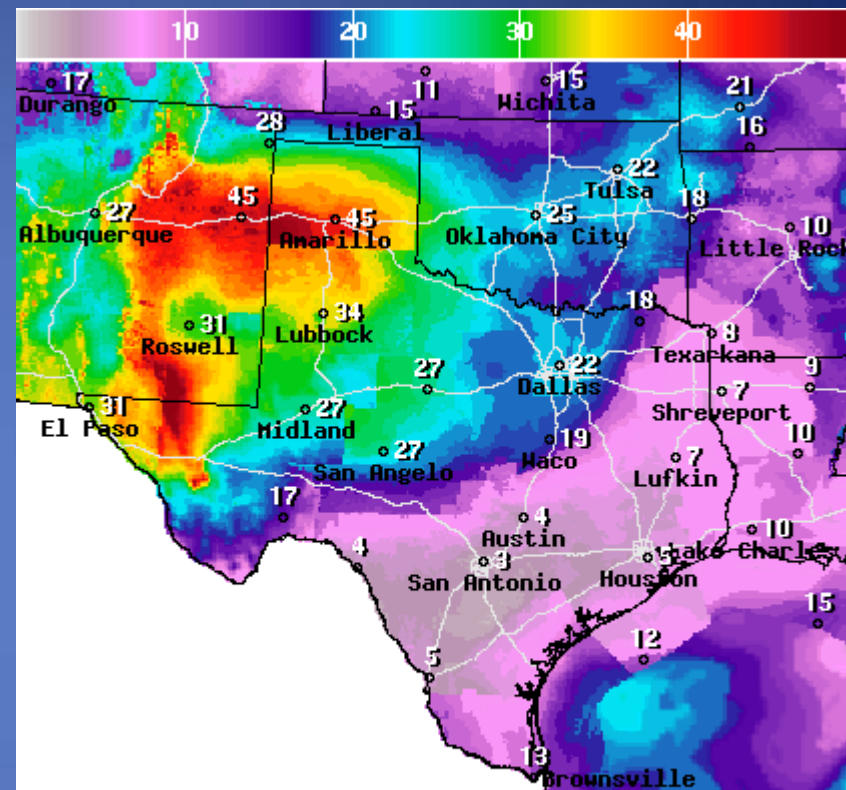 10 20 30 40
17 11 15
Durango Wichita 21
15
28 Liberal 16
22
Tulsa
27 45 45 25 18 10
Albuquerque Amarillo Oklahoma City Little Rock
31 34 18 8
Roswell Lubbock Texarkana
22
27 Dallas 7 9
31 27 Shreveport
El Paso Midland
27 19 7 10
San Angelo Waco Lufkin
17 4 10
Austin
4 3 5 Lake Charles
San Antonio Houston
15
12
5
13
Brownsville